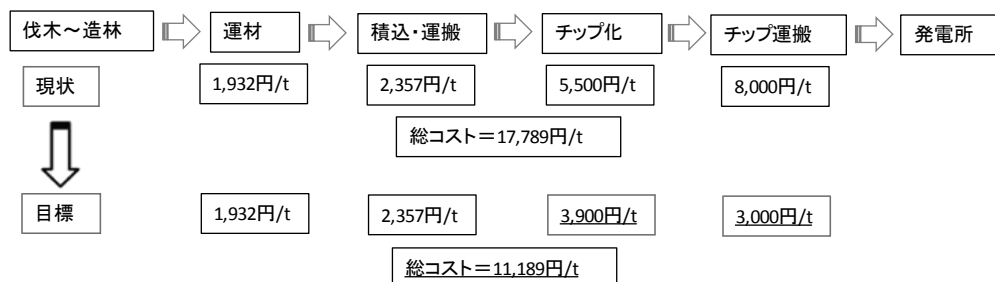 伐木～造林
運材
積込・運搬
チップ化
チップ運搬
発電所
現状
1,932円/t
2,357円/t
5,500円/t
8,000円/t
総コスト＝17,789円/t
目標
1,932円/t
2,357円/t
3,900円/t
3,000円/t
総コスト＝11,189円/t